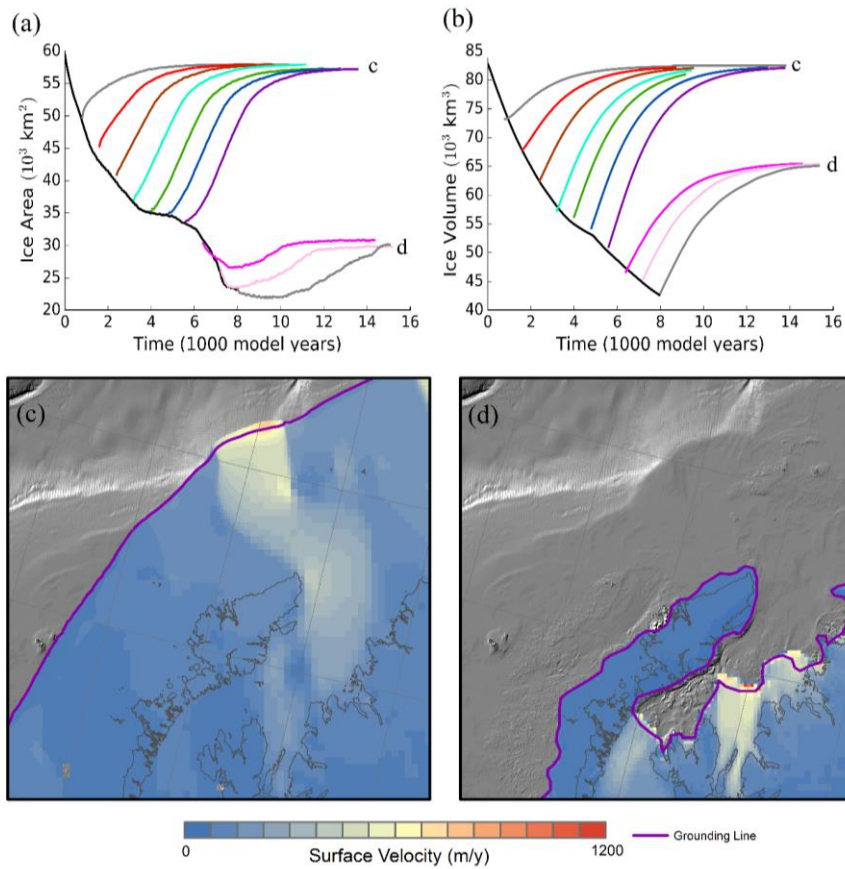 (a)
Ice Area (10³ km²)
60
55
50
45
40
35
30
25
20
0 2 4 6 8 10 12 14 16
Time (1000 model years)
c
d
(b)
Ice Volume (10³ km³)
85
80
75
70
65
60
55
50
45
40
0 2 4 6 8 10 12 14 16
Time (1000 model years)
c
d
(c)
(d)
0
1200
Surface Velocity (m/y)
Grounding Line